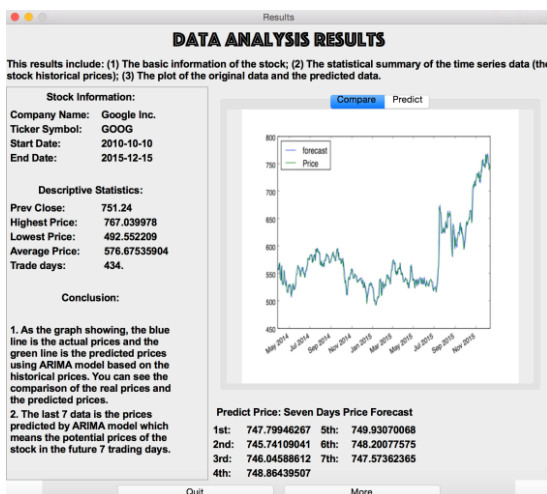 Results
DATA ANALYSIS RESULTS
This results include: (1) The basic information of the stock; (2) The statistical summary of the time series data (the
stock historical prices); (3) The plot of the original data and the predicted data.
Stock Information:
Company Name: Google Inc.
Ticker Symbol: GOOG
Start Date: 2010-10-10
End Date: 2015-12-15
Descriptive Statistics:
Prev Close: 751.24
Highest Price: 767.039978
Lowest Price: 492.552209
Average Price: 576.67535904
Trade days: 434.
Conclusion:
1. As the graph showing, the blue
line is the actual prices and the
green line is the predicted prices
using ARIMA model based on the
historical prices. You can see the
comparison of the real prices and
the predicted prices.
2. The last 7 data is the prices
predicted by ARIMA model which
means the potential prices of the
stock in the future 7 trading days.
Compare Predict
forecast
Price
800
750
700
650
600
550
500
450
May 2014 Jul 2014 Sep 2014 Nov 2014 Jan 2015 Mar 2015 May 2015 Jul 2015 Sep 2015 Nov 2015
Predict Price: Seven Days Price Forecast
1st: 747.79946267 5th: 749.93070068
2nd: 745.74109041 6th: 748.20077575
3rd: 746.04588612 7th: 747.57362365
4th: 748.86439507
Quit More